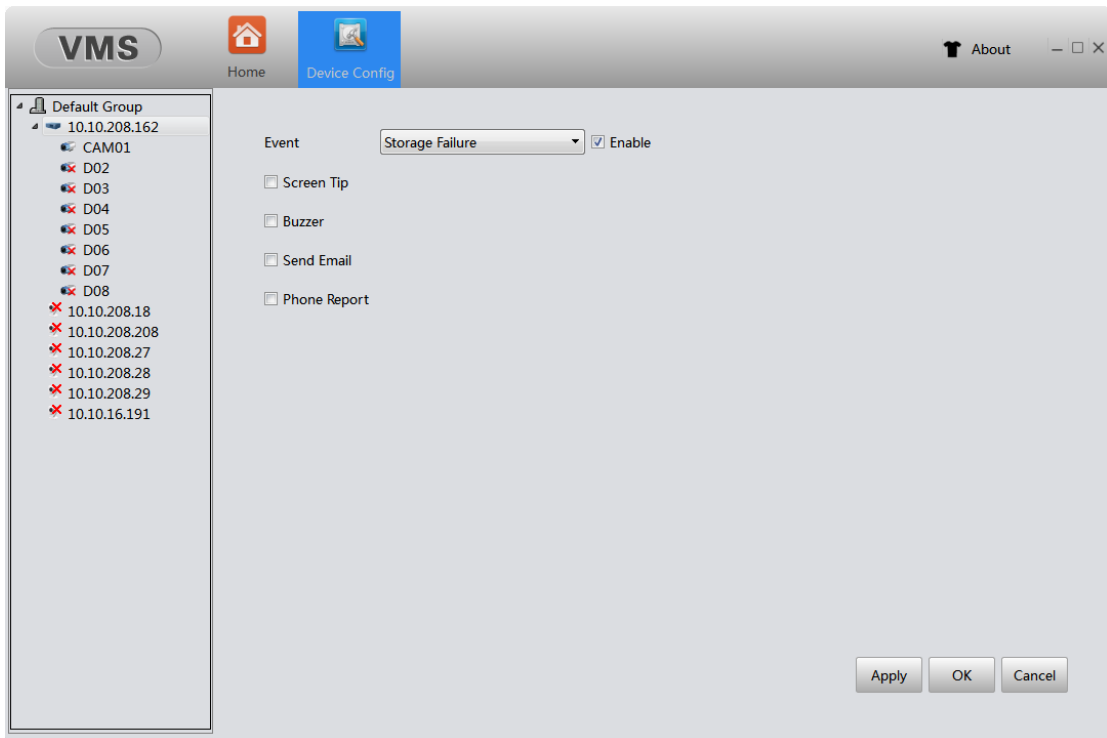 VMS
Home
Device Config
About
Default Group
10.10.208.162
CAM01
D02
D03
D04
D05
D06
D07
D08
10.10.208.18
10.10.208.208
10.10.208.27
10.10.208.28
10.10.208.29
10.10.16.191
Event Storage Failure Enable
Screen Tip
Buzzer
Send Email
Phone Report
Apply OK Cancel